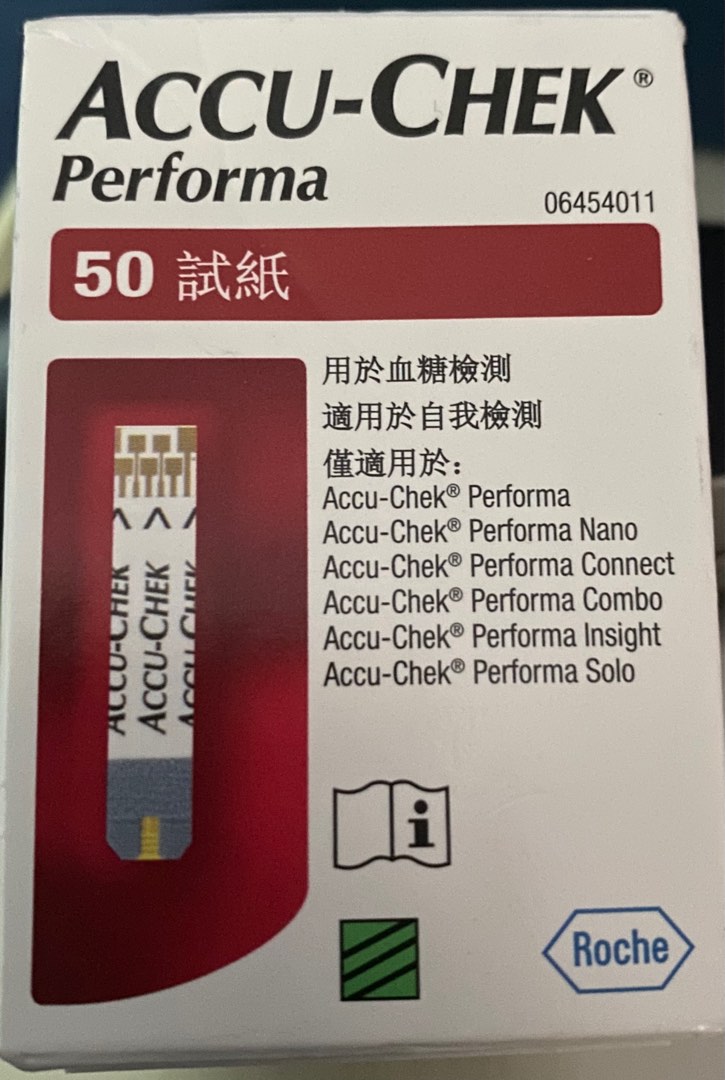 ACCU-CHEK®
Performa
06454011
50 試紙
用於血糖檢測
適用於自我檢測
僅適用於：
Accu-Chek® Performa
Accu-Chek® Performa Nano
Accu-Chek® Performa Connect
Accu-Chek® Performa Combo
Accu-Chek® Performa Insight
Accu-Chek® Performa Solo
ACCU-CHEK
ACCU-CHEK
ACCU-CHEK
i
Roche